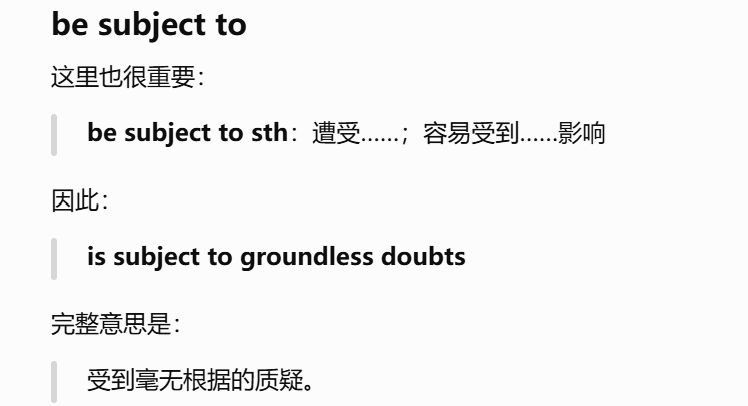 be subject to
这里也很重要：
be subject to sth：遭受……；容易受到……影响
因此：
is subject to groundless doubts
完整意思是：
受到毫无根据的质疑。